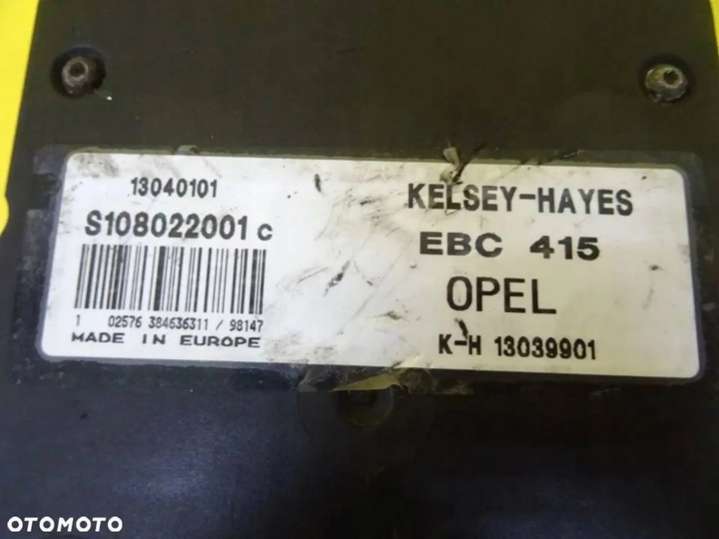 13040101
S108022001 c
1 02576 384636311 / 98147
MADE IN EUROPE
KELSEY-HAYES
EBC 415
OPEL
K-H 13039901
OTOMOTO